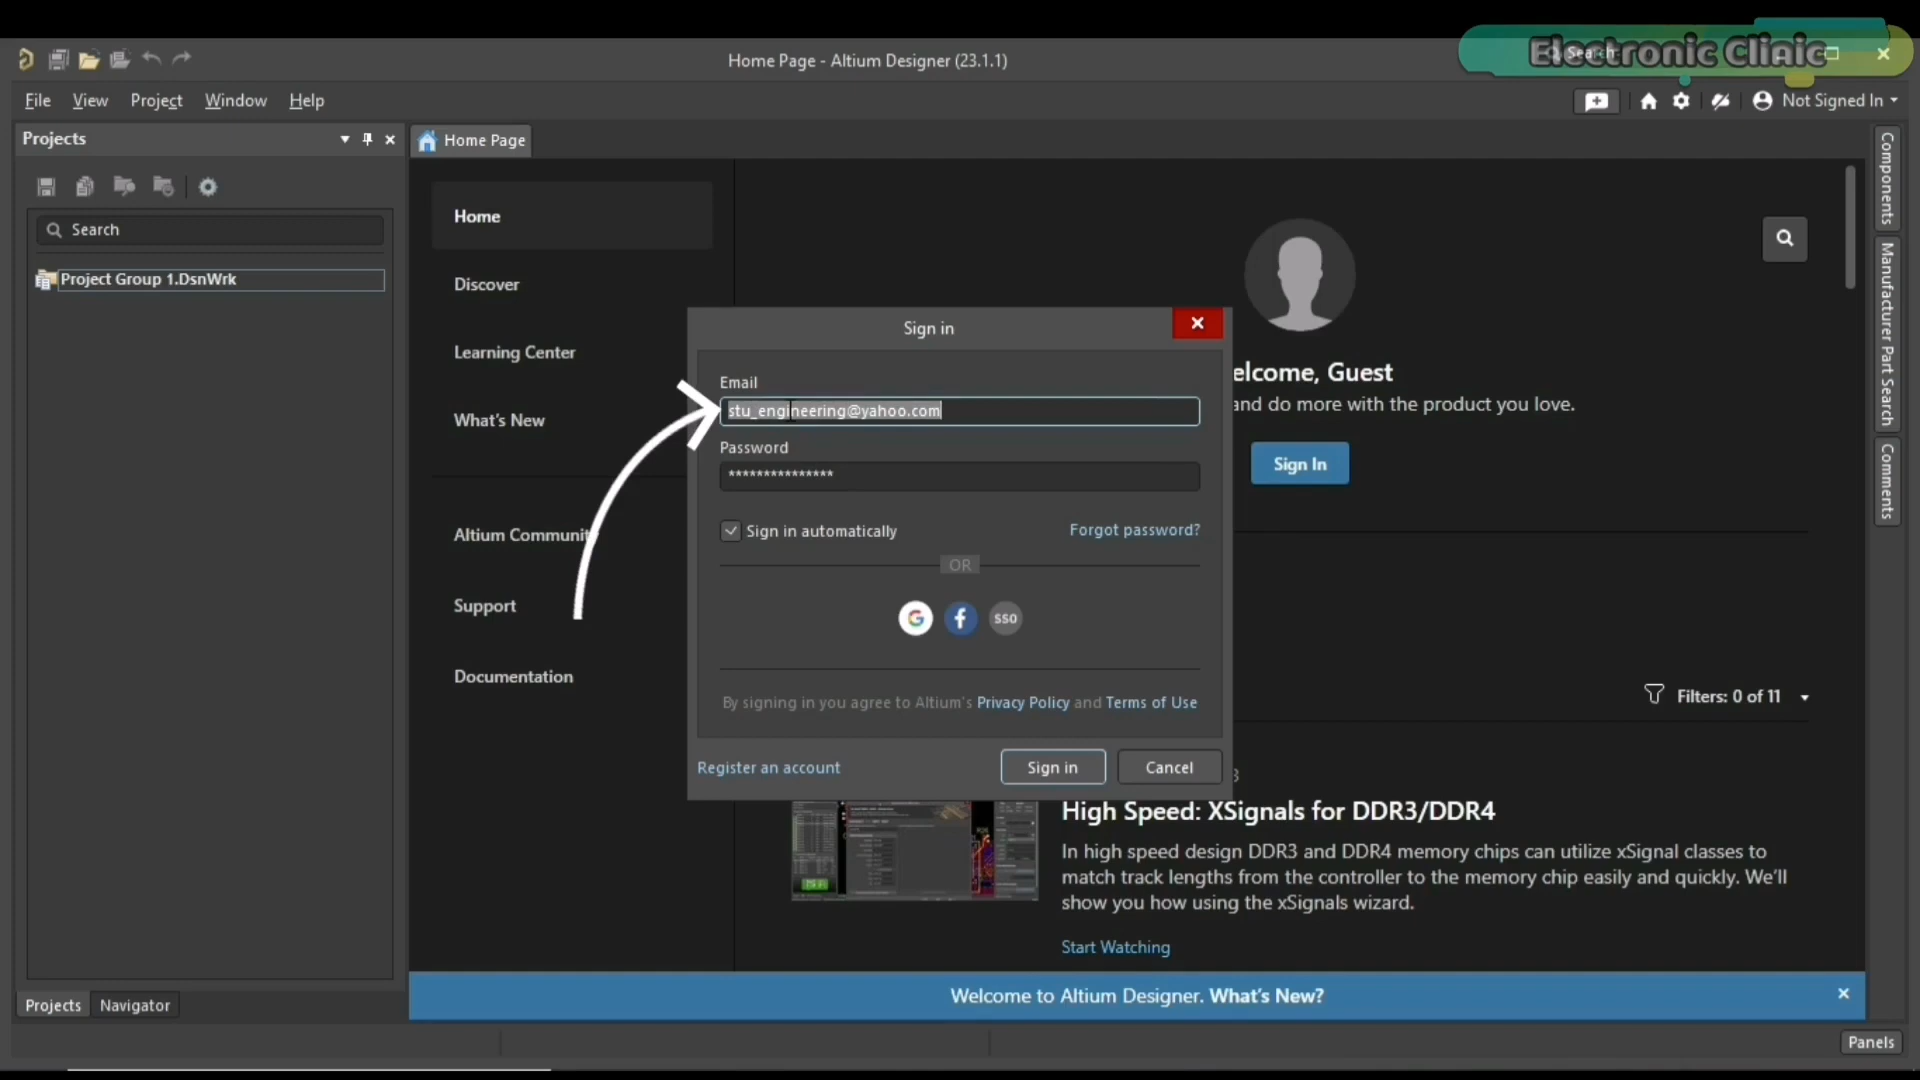 Home Page - Altium Designer (23.1.1)
Search
Electronic Clinic
File View Project Window Help
Not Signed In
Projects
Home Page
Search
Project Group 1.DsnWrk
Home
Discover
Learning Center
What's New
Altium Communit
Support
Documentation
elcome, Guest
and do more with the product you love.
Sign In
Sign in
Email
stu_engineering@yahoo.com
Password
***************
Sign in automatically
Forgot password?
OR
G f SSO
By signing in you agree to Altium's Privacy Policy and Terms of Use
Register an account
Sign in
Cancel
Filters: 0 of 11
3
High Speed: XSignals for DDR3/DDR4
In high speed design DDR3 and DDR4 memory chips can utilize xSignal classes to
match track lengths from the controller to the memory chip easily and quickly. We'll
show you how using the xSignals wizard.
Start Watching
Welcome to Altium Designer. What's New?
Components
Manufacturer Part Search
Comments
Projects
Navigator
Panels